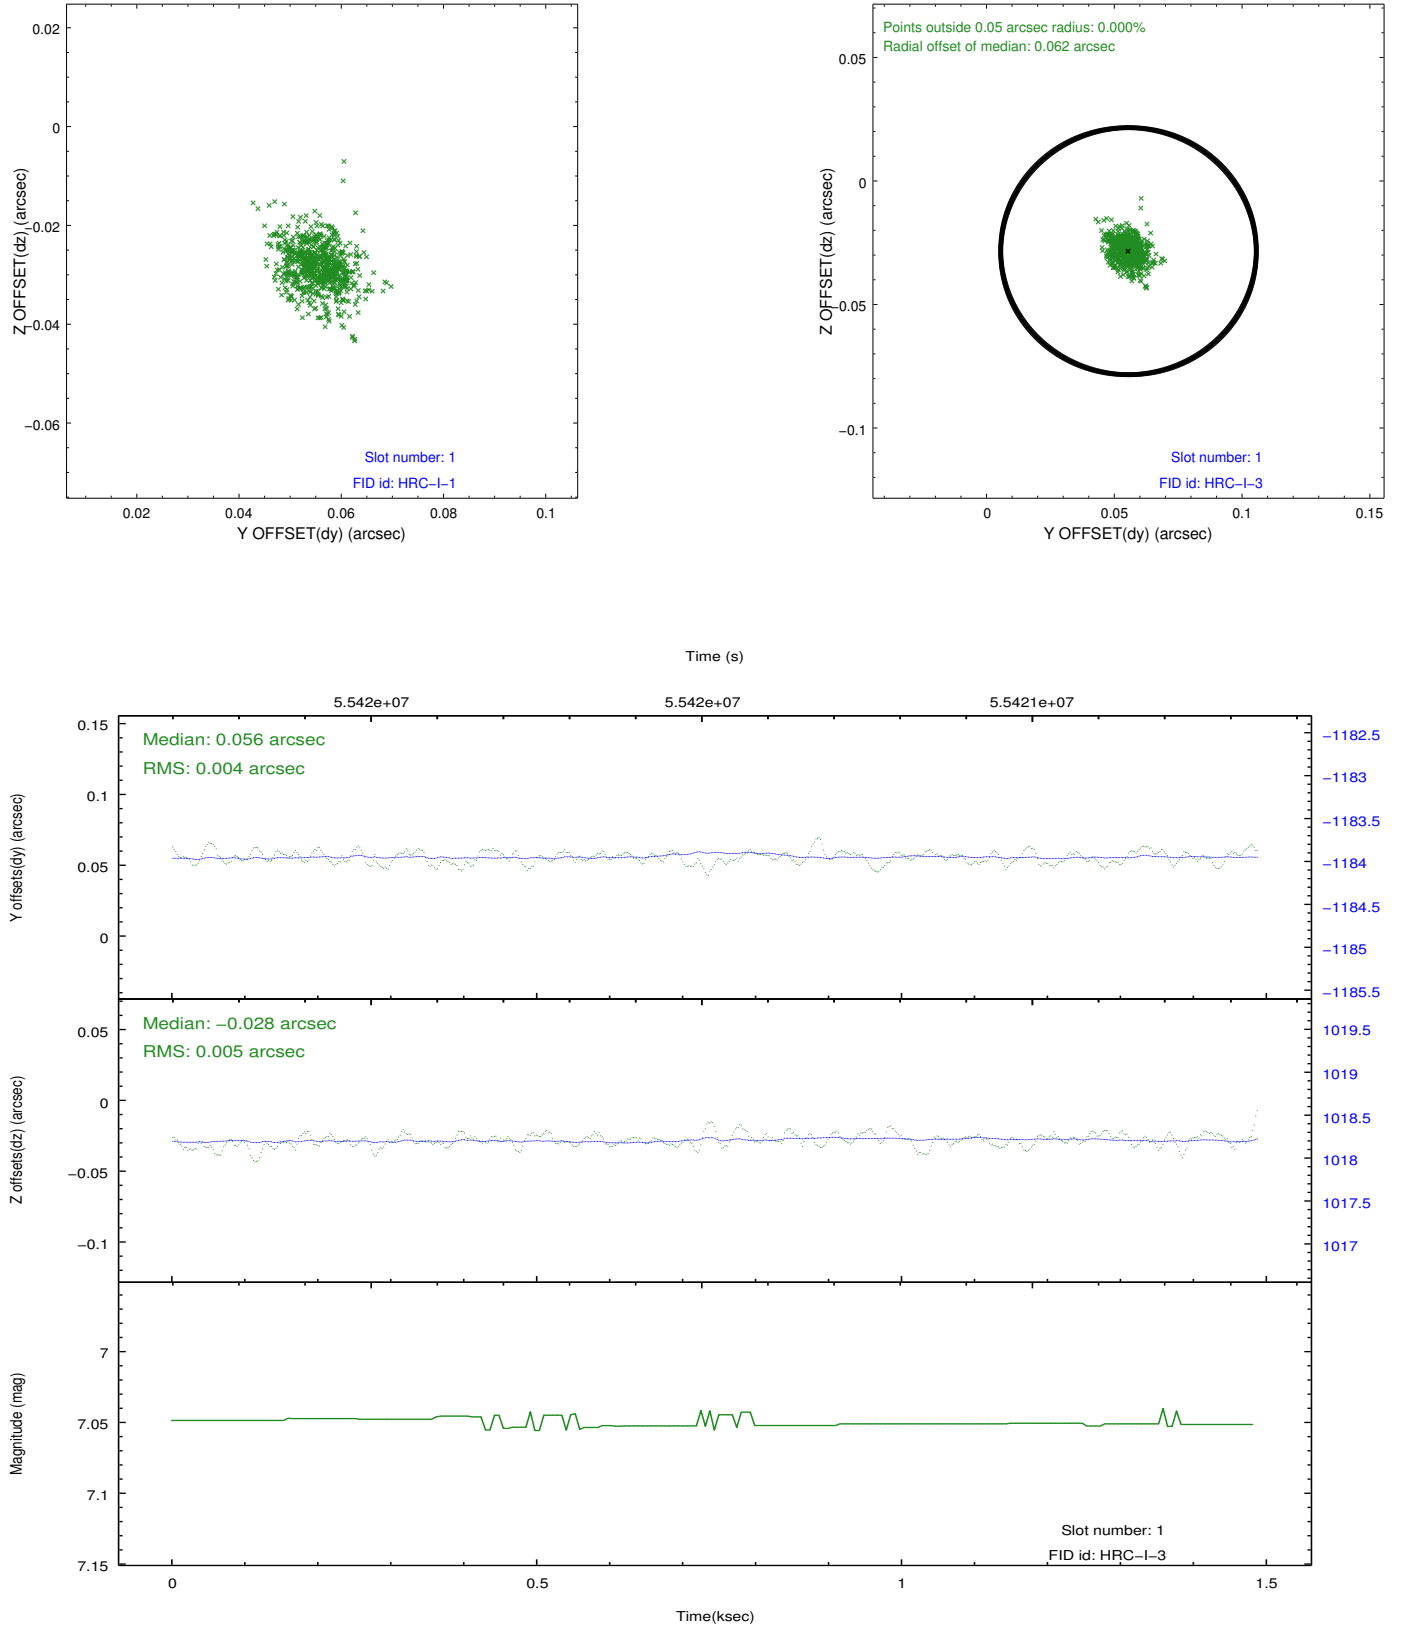 0.02
0
−0.02
−0.04
−0.06
Z OFFSET(dz) (arcsec)
Slot number: 1
FID id: HRC−I−1
0.02 0.04 0.06 0.08 0.1
Y OFFSET(dy) (arcsec)
Points outside 0.05 arcsec radius: 0.000%
Radial offset of median: 0.062 arcsec
0.05
0
−0.05
−0.1
Z OFFSET(dz) (arcsec)
Slot number: 1
FID id: HRC−I−3
0 0.05 0.1 0.15
Y OFFSET(dy) (arcsec)
Time (s)
5.542e+07 5.542e+07 5.5421e+07
Median: 0.056 arcsec
RMS: 0.004 arcsec
0.15
0.1
0.05
0
Y offsets(dy) (arcsec)
−1182.5
−1183
−1183.5
−1184
−1184.5
−1185
−1185.5
Median: −0.028 arcsec
RMS: 0.005 arcsec
0.05
0
−0.05
−0.1
Z offsets(dz) (arcsec)
1019.5
1019
1018.5
1018
1017.5
1017
7
7.05
7.1
7.15
Magnitude (mag)
Slot number: 1
FID id: HRC−I−3
0 0.5 1 1.5
Time(ksec)